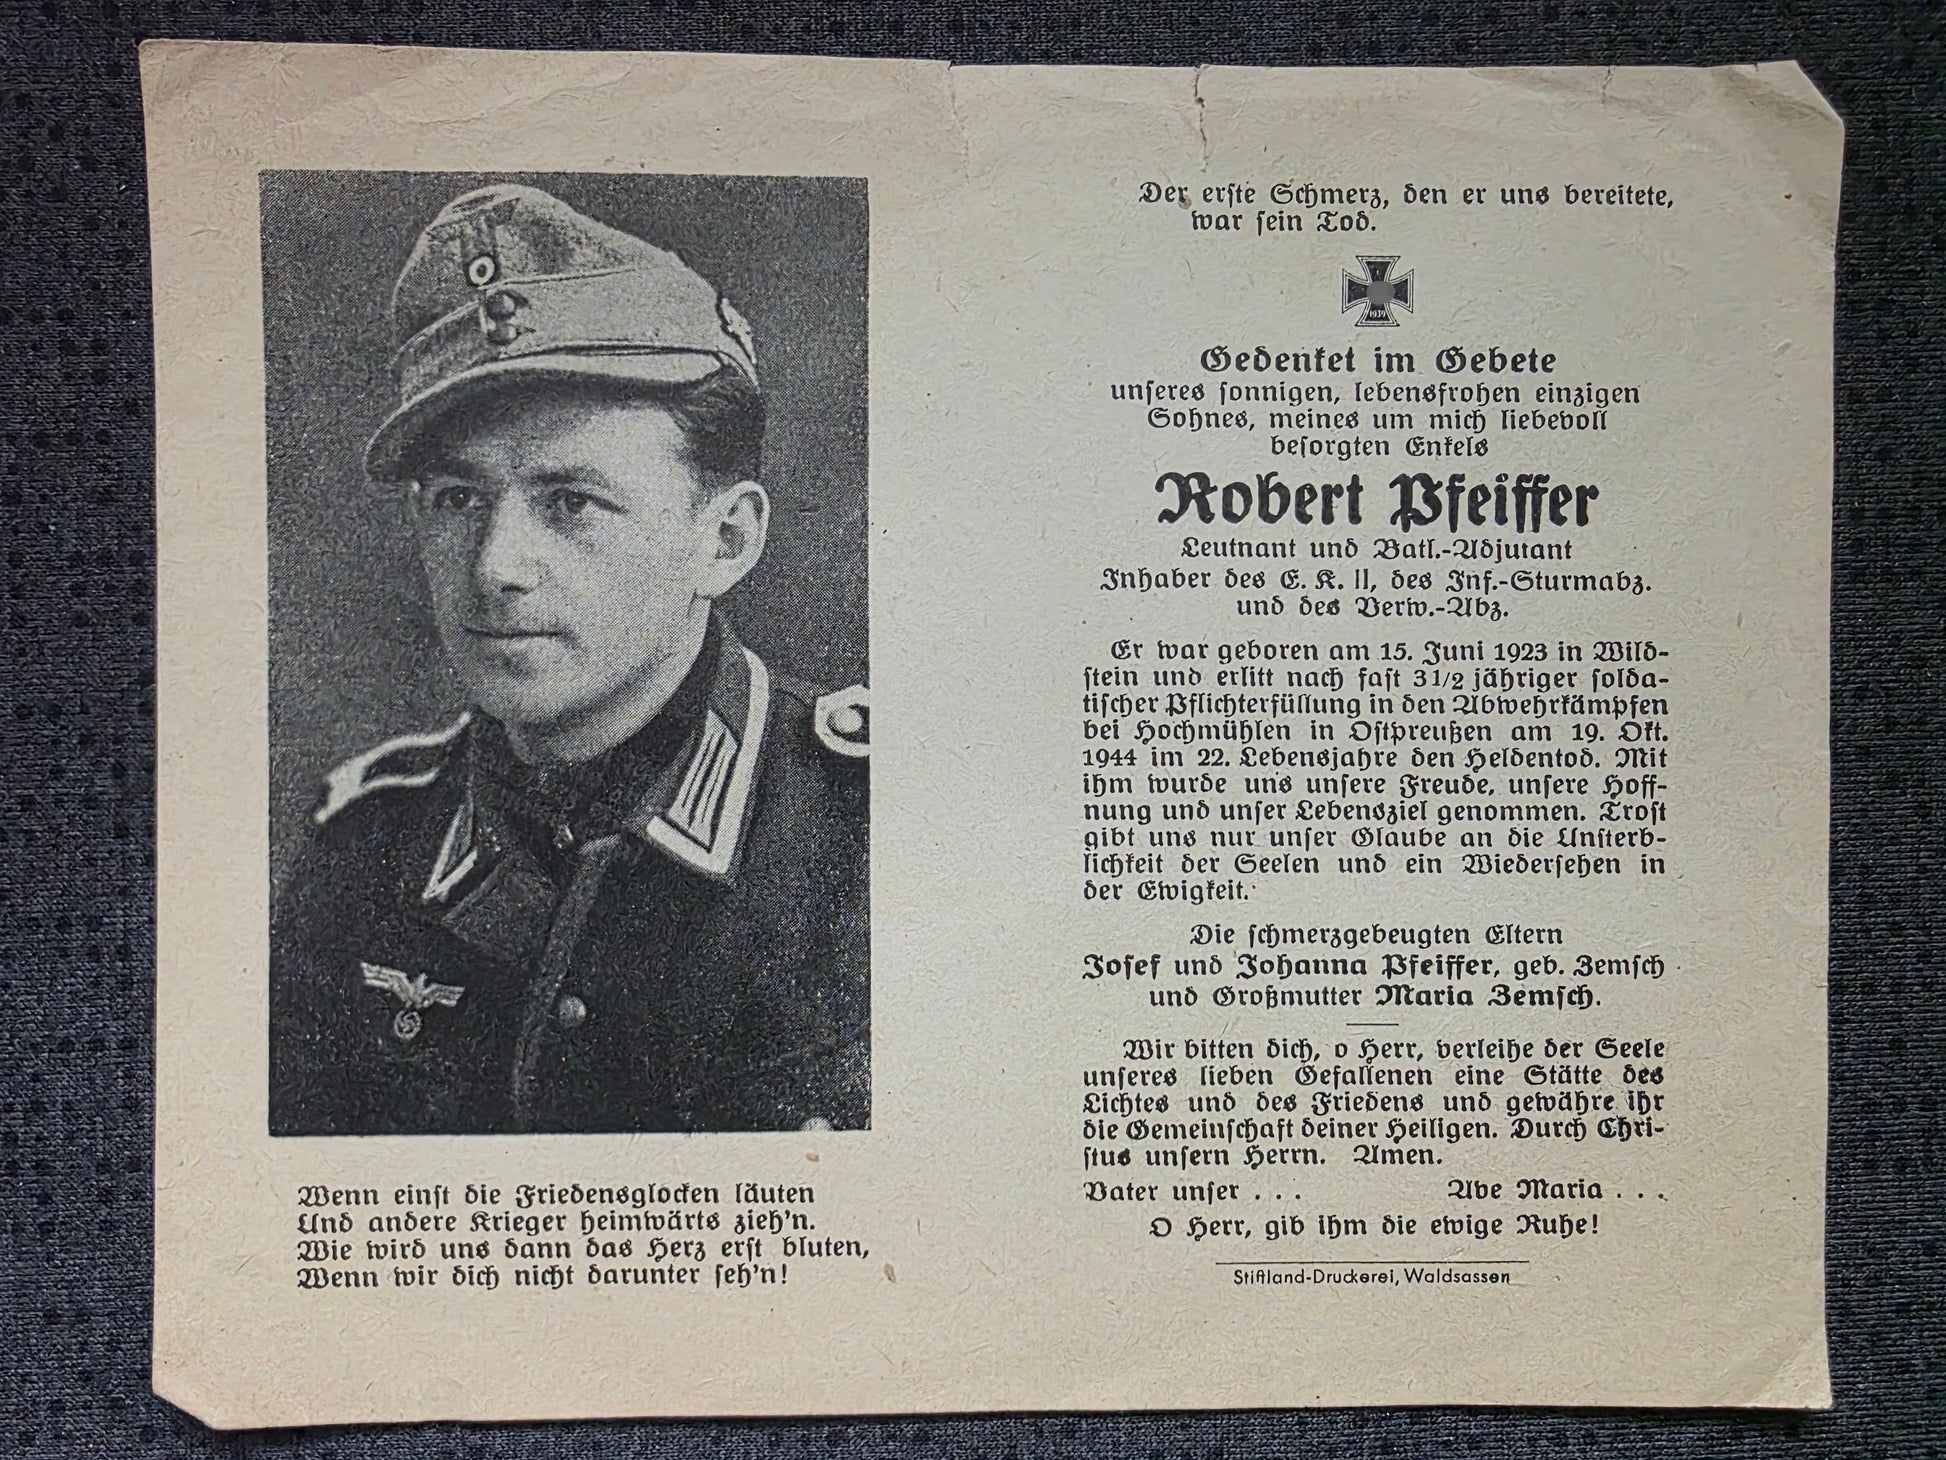 Wenn einst die Friedensglocken läuten
Und andere Krieger heimwärts zieh'n.
Wie wird uns dann das Herz erst bluten,
Wenn wir dich nicht darunter seh'n!
Der erste Schmerz, den er uns bereitete,
war sein Tod.
1939
Gedenket im Gebete
unseres sonnigen, lebensfrohen einzigen
Sohnes, meines um mich liebevoll
besorgten Enkels
Robert Pfeiffer
Leutnant und Batl.-Adjutant
Inhaber des E. K. II, des Inf.-Sturmabz.
und des Verw.-Abz.
Er war geboren am 15. Juni 1923 in Wild-
stein und erlitt nach fast 3 1/2 jähriger solda-
tischer Pflichterfüllung in den Abwehrkämpfen
bei Hochmühlen in Ostpreußen am 19. Okt.
1944 im 22. Lebensjahre den Heldentod. Mit
ihm wurde uns unsere Freude, unsere Hoff-
nung und unser Lebensziel genommen. Trost
gibt uns nur unser Glaube an die Unsterb-
lichkeit der Seelen und ein Wiedersehen in
der Ewigkeit.
Die schmerzgebeugten Eltern
Josef und Johanna Pfeiffer, geb. Zemsch
und Großmutter Maria Zemsch.
Wir bitten dich, o Herr, verleihe der Seele
unseres lieben Gefallenen eine Stätte des
Lichtes und des Friedens und gewähre ihr
die Gemeinschaft deiner Heiligen. Durch Chri-
stus unsern Herrn. Amen.
Vater unser . . . Ave Maria . . .
O Herr, gib ihm die ewige Ruhe!
Stiftland-Druckerei, Waldsassen